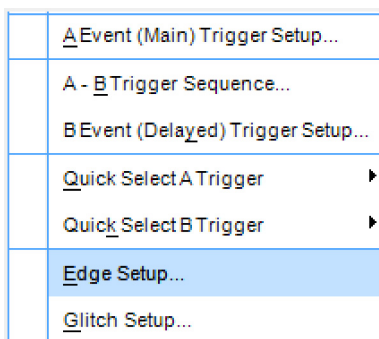 A Event (Main) Trigger Setup...
A - B Trigger Sequence...
B Event (Delayed) Trigger Setup...
Quick Select A Trigger
Quick Select B Trigger
Edge Setup...
Glitch Setup...